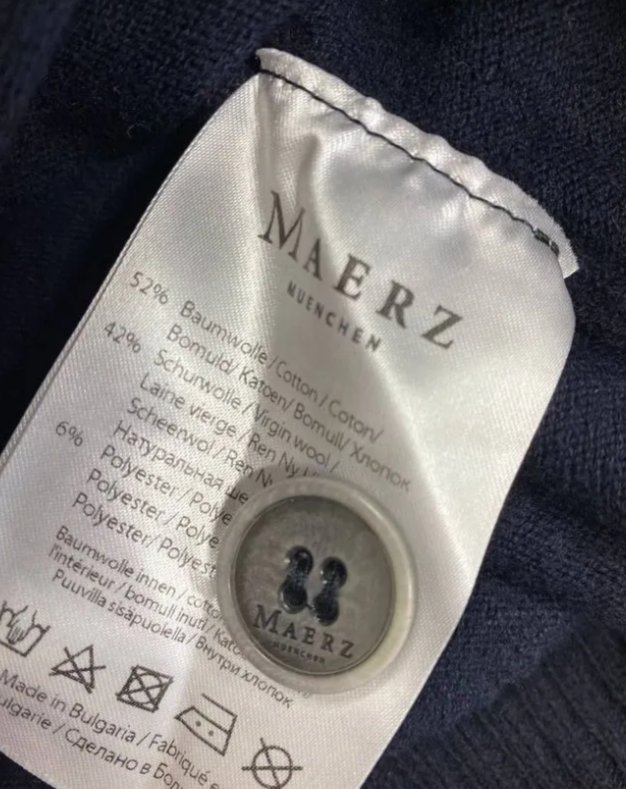 MAERZ
MUENCHEN
52% Baumwolle / Cotton / Coton/
Bomuld/ Katoen/ Bomull/ Хлопок
42% Schurwolle / Virgin wool /
Laine vierge / Ren Ny
Scheerwol / Ren
Натуральная
6% Polyester /
Polyester /
Polyester/
Baumwolle innen /
l'intérieur / bomull inuti/
Puuvilla sisäpuolella / Внутри хлопок
Made in Bulgaria / Fabriqué
/ Сделано в
MAERZ
MUENCHEN